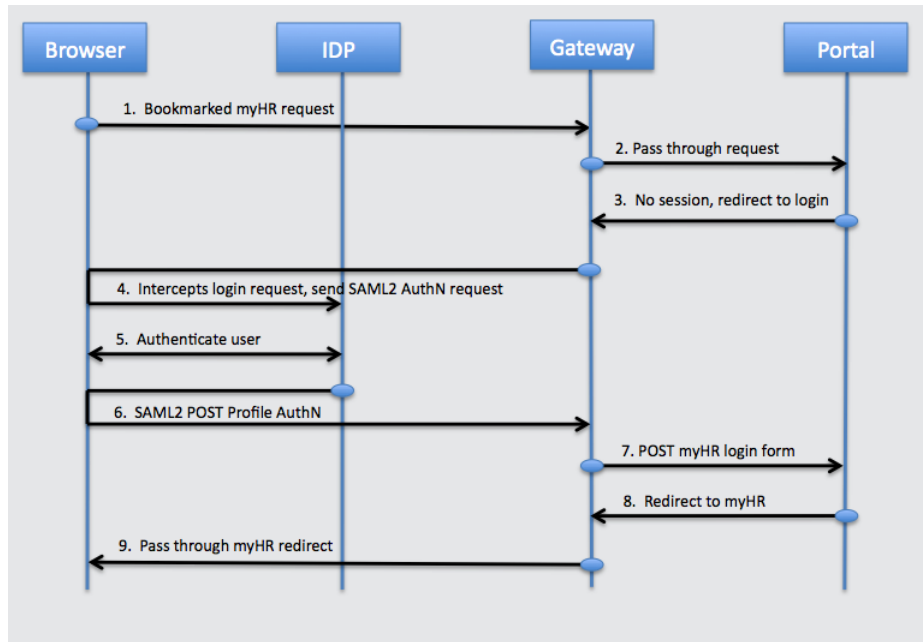 Browser
IDP
Gateway
Portal
1. Bookmarked myHR request
2. Pass through request
3. No session, redirect to login
4. Intercepts login request, send SAML2 AuthN request
5. Authenticate user
6. SAML2 POST Profile AuthN
7. POST myHR login form
8. Redirect to myHR
9. Pass through myHR redirect